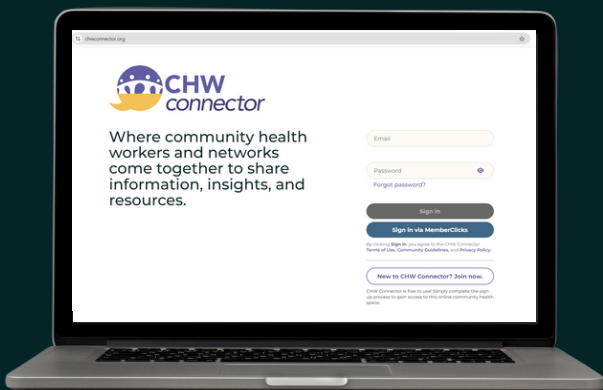 chwconnector.org
CHW
connector
Where community health
workers and networks
come together to share
information, insights, and
resources.
Email
Password
Forgot password?
Sign in
Sign in via MemberClicks
By clicking Sign in, you agree to the CHW Connector
Terms of Use, Community Guidelines, and Privacy Policy.
New to CHW Connector? Join now.
CHW Connector is free to use! Simply complete the sign-
up process to gain access to this online community health
space.